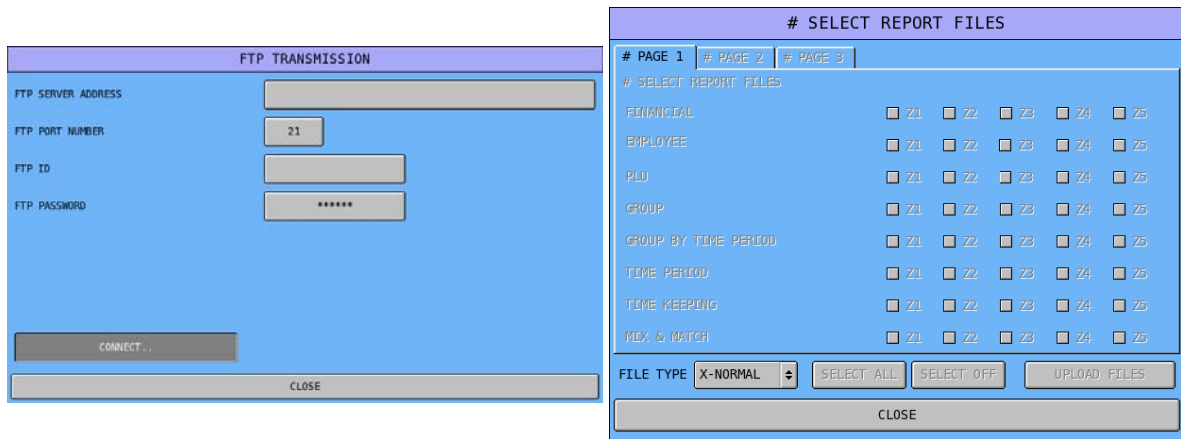 FTP TRANSMISSION
FTP SERVER ADDRESS
FTP PORT NUMBER 21
FTP ID
FTP PASSWORD ******
CONNECT..
CLOSE
# SELECT REPORT FILES
# PAGE 1 # PAGE 2 # PAGE 3
# SELECT REPORT FILES
FINANCIAL Z1 Z2 Z3 Z4 Z5
EMPLOYEE Z1 Z2 Z3 Z4 Z5
PLU Z1 Z2 Z3 Z4 Z5
GROUP Z1 Z2 Z3 Z4 Z5
GROUP BY TIME PERIOD Z1 Z2 Z3 Z4 Z5
TIME PERIOD Z1 Z2 Z3 Z4 Z5
TIME KEEPING Z1 Z2 Z3 Z4 Z5
MIX & MATCH Z1 Z2 Z3 Z4 Z5
FILE TYPE X-NORMAL SELECT ALL SELECT OFF UPLOAD FILES
CLOSE